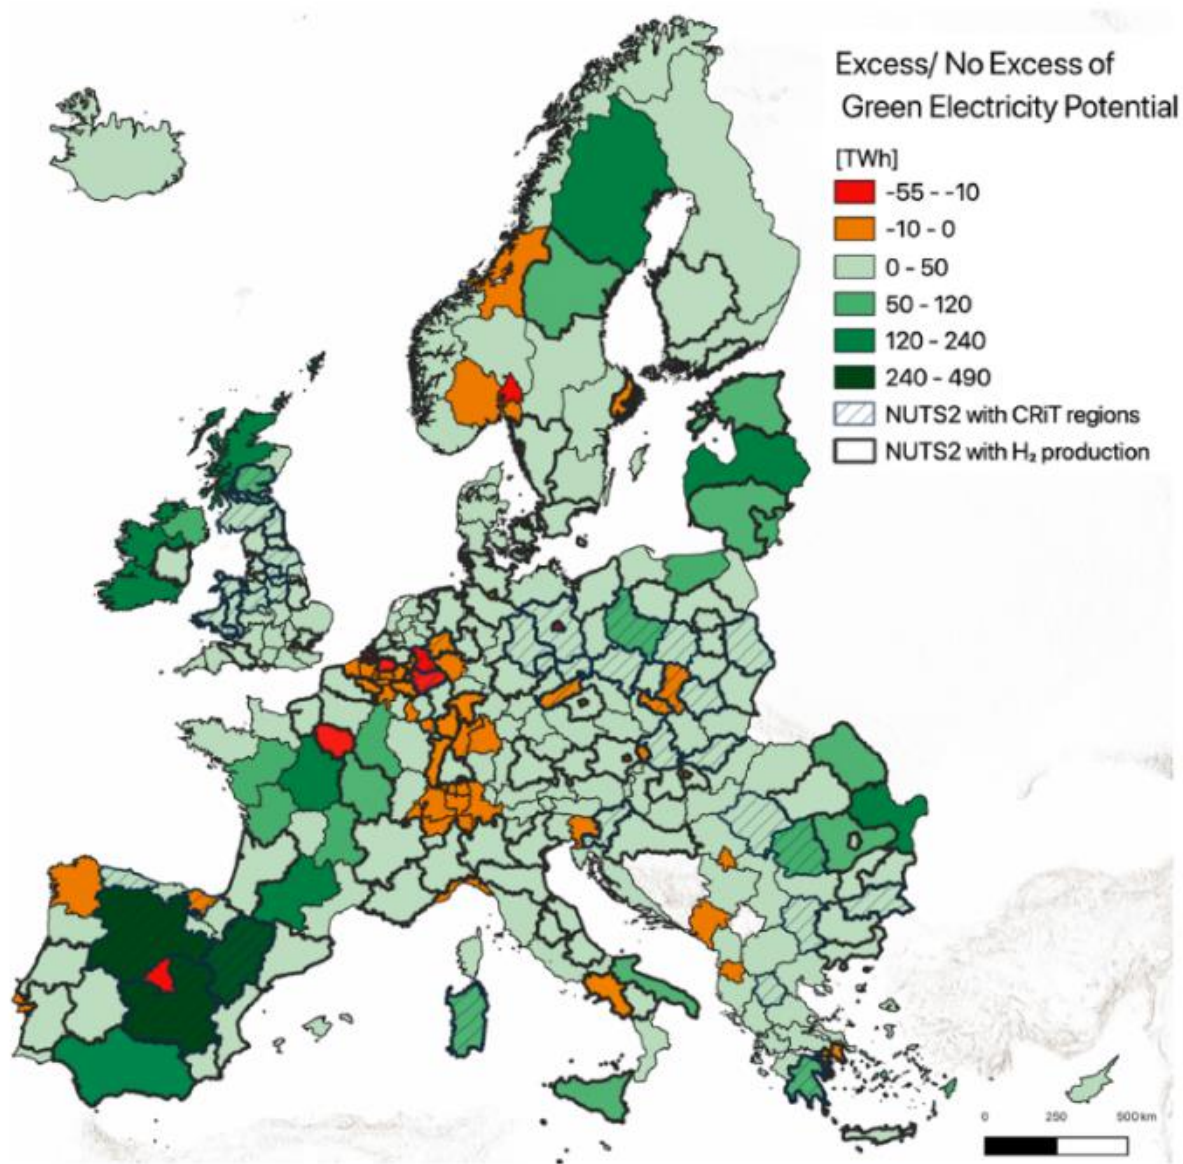 Excess/ No Excess of
Green Electricity Potential
[TWh]
-55 - -10
-10 - 0
0 - 50
50 - 120
120 - 240
240 - 490
NUTS2 with CRiT regions
NUTS2 with H₂ production
0 250 500 km